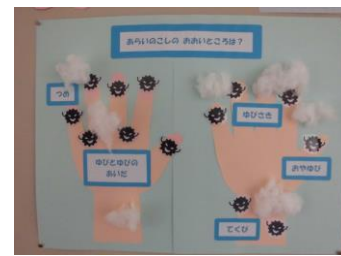 あらいのこしの おおいところは？
つめ
ゆびとゆびの
あいだ
ゆびさき
おやゆび
てくび